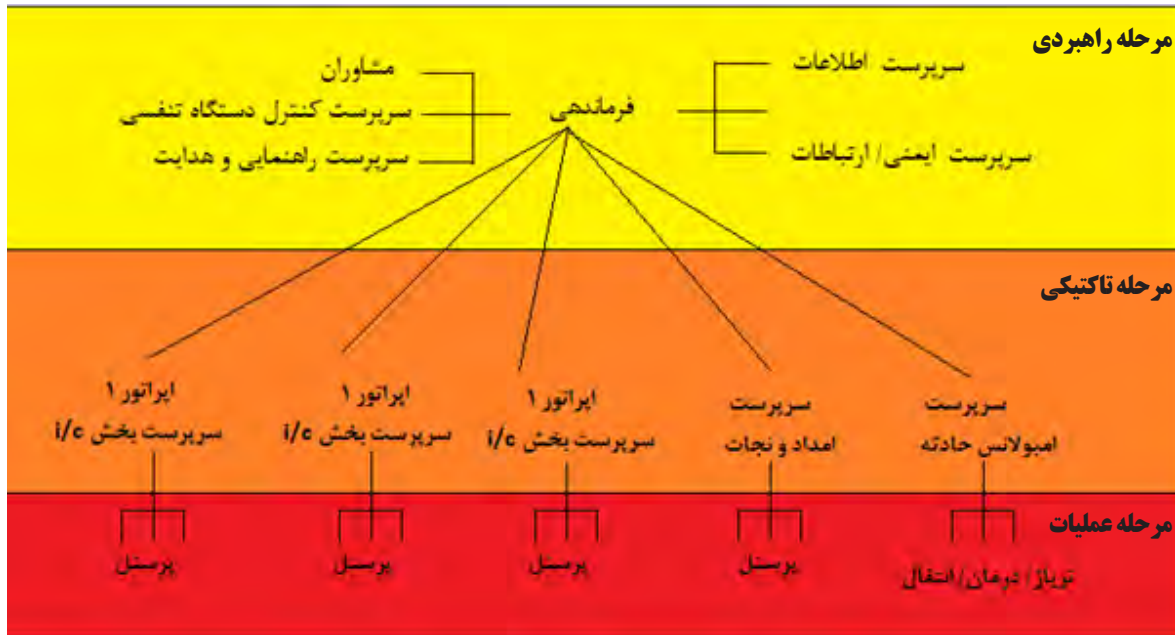 مرحله راهبردی
سرپرست اطلاعات
سرپرست ایمنی/ ارتباطات
فرماندهی
مشاوران
سرپرست کنترل دستگاه تنفسی
سرپرست راهنمایی و هدایت
مرحله تاکتیکی
سرپرست
امبولانس حادثه
سرپرست
امداد و نجات
اپراتور ۱
سرپرست بخش i/c
اپراتور ۱
سرپرست بخش i/c
اپراتور ۱
سرپرست بخش i/c
مرحله عملیات
تریاژ/ درمان/ انتقال
پرسنل
پرسنل
پرسنل
پرسنل